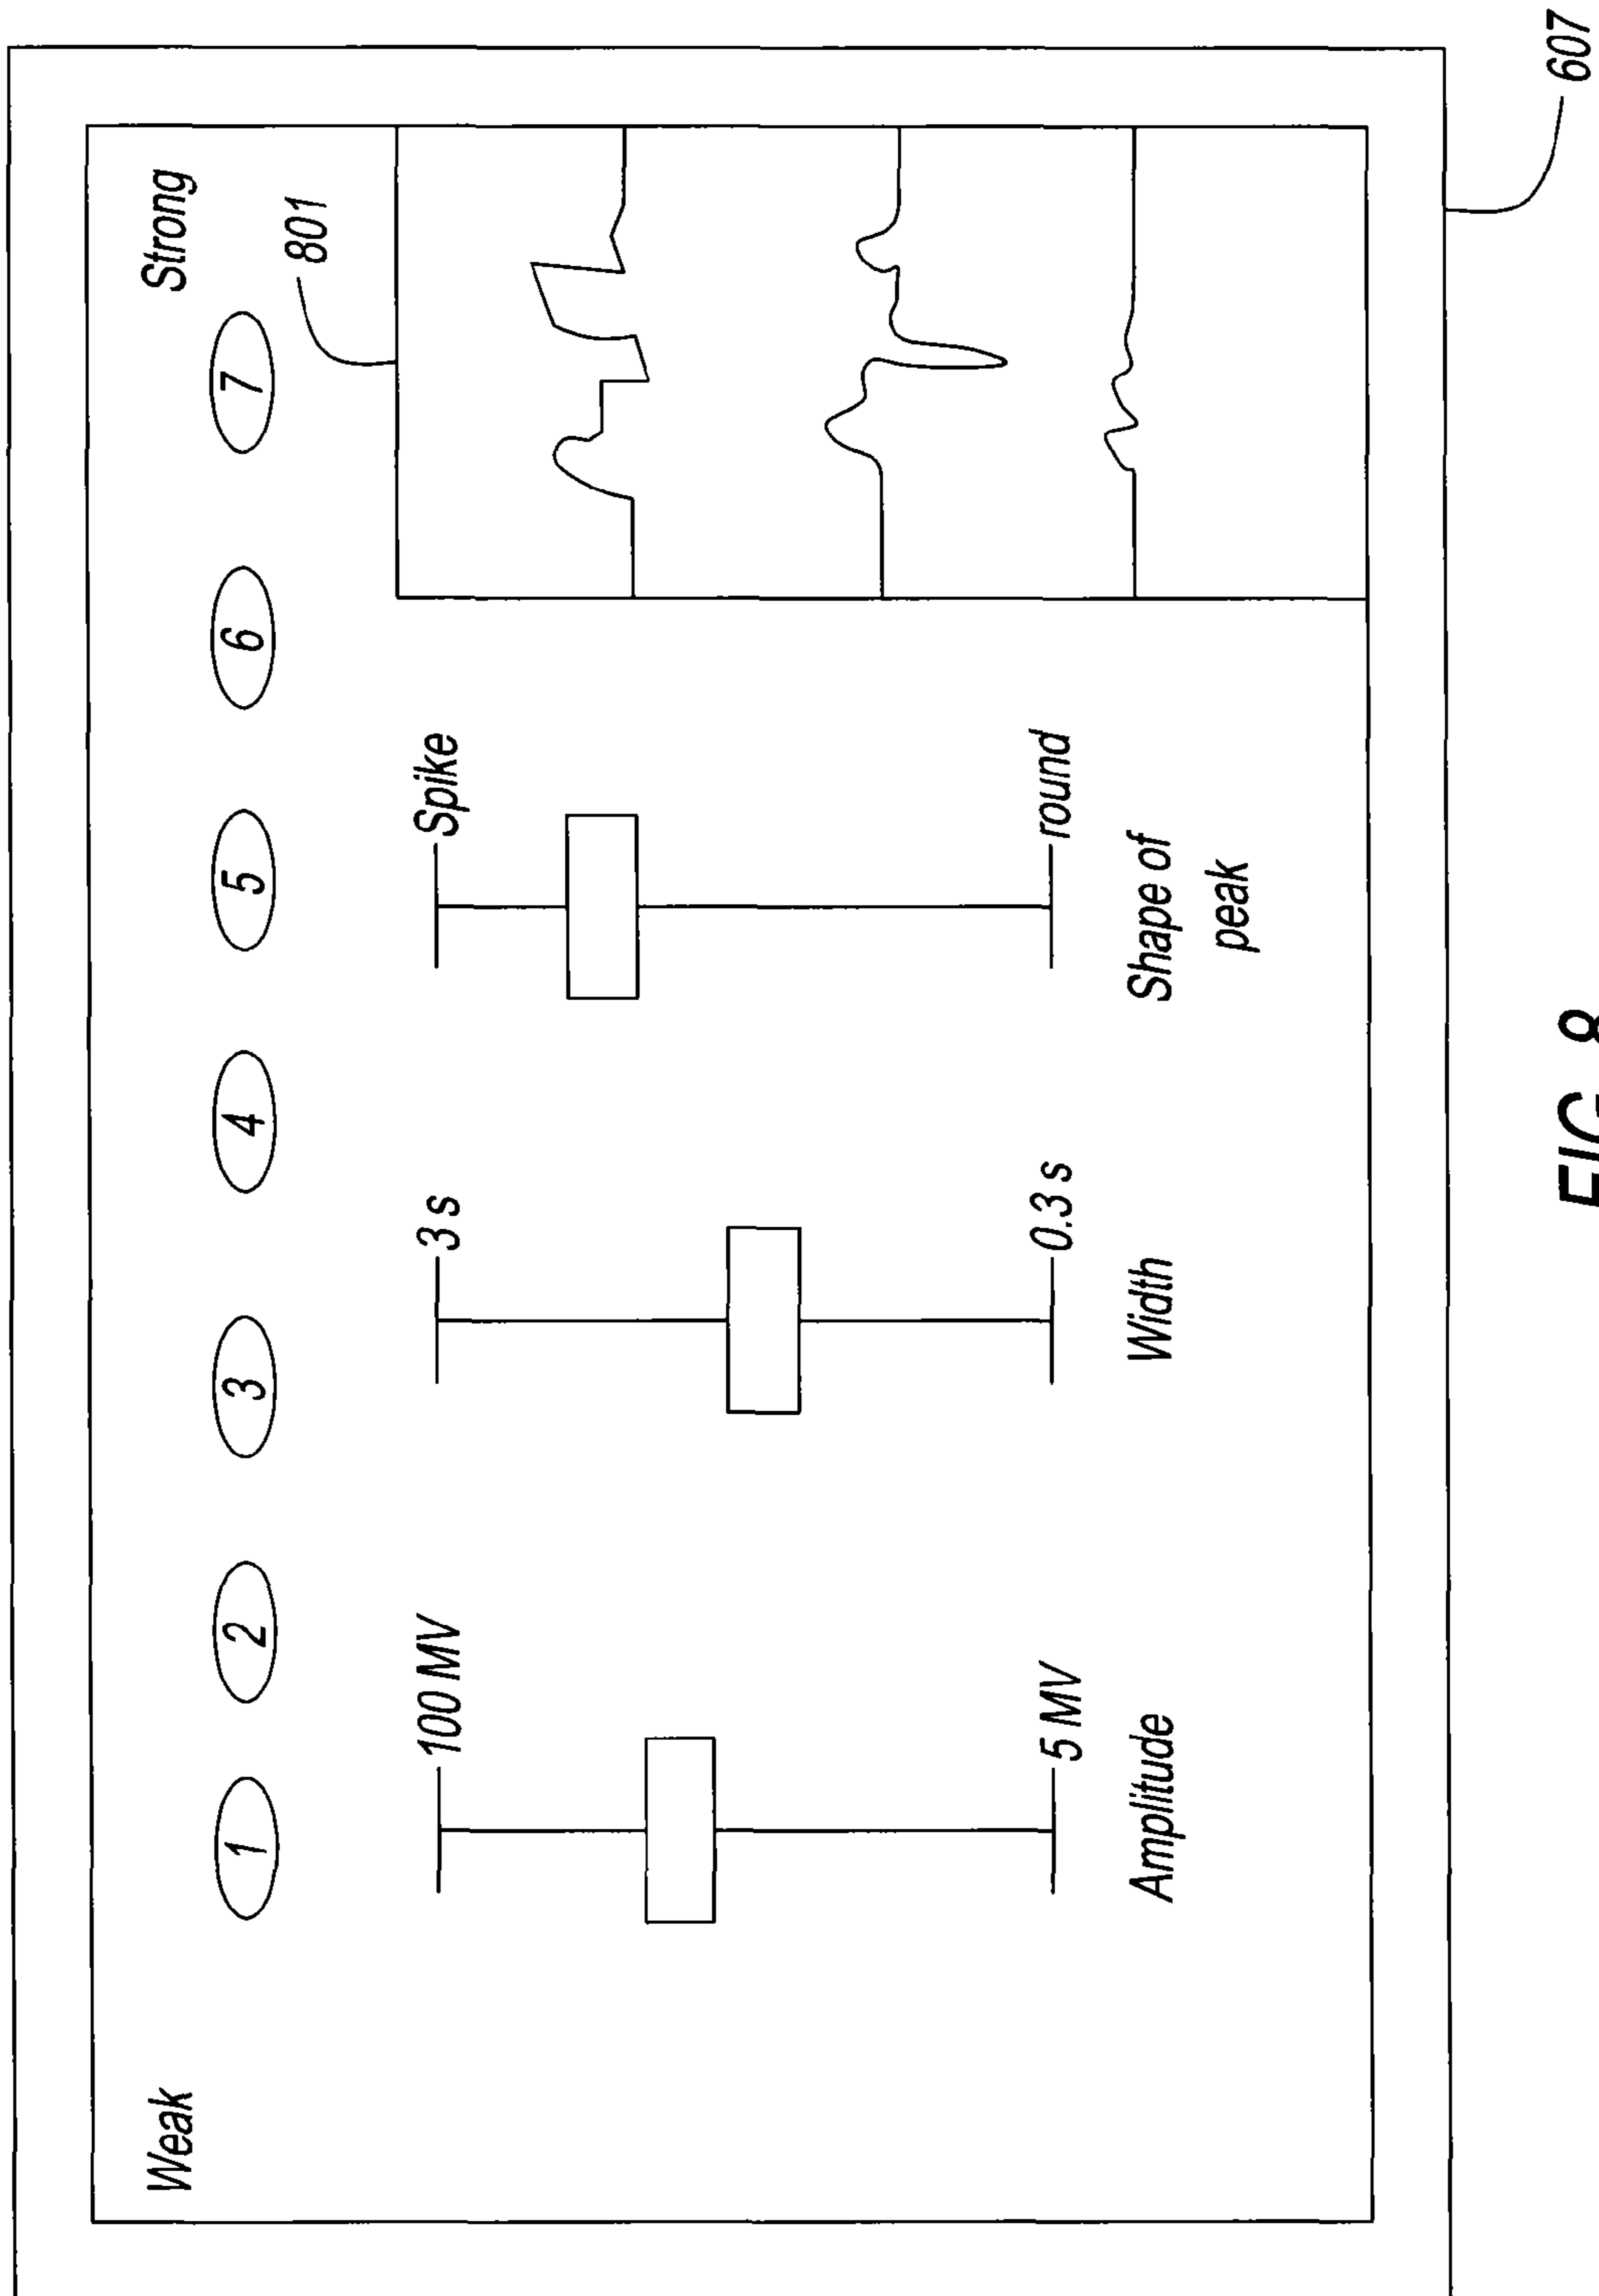 Weak
Strong
1 2 3 4 5 6 7
801
100 MV
3 s
Spike
5 MV
0.3 s
round
Amplitude
Width
Shape of
peak
607
FIG. 8